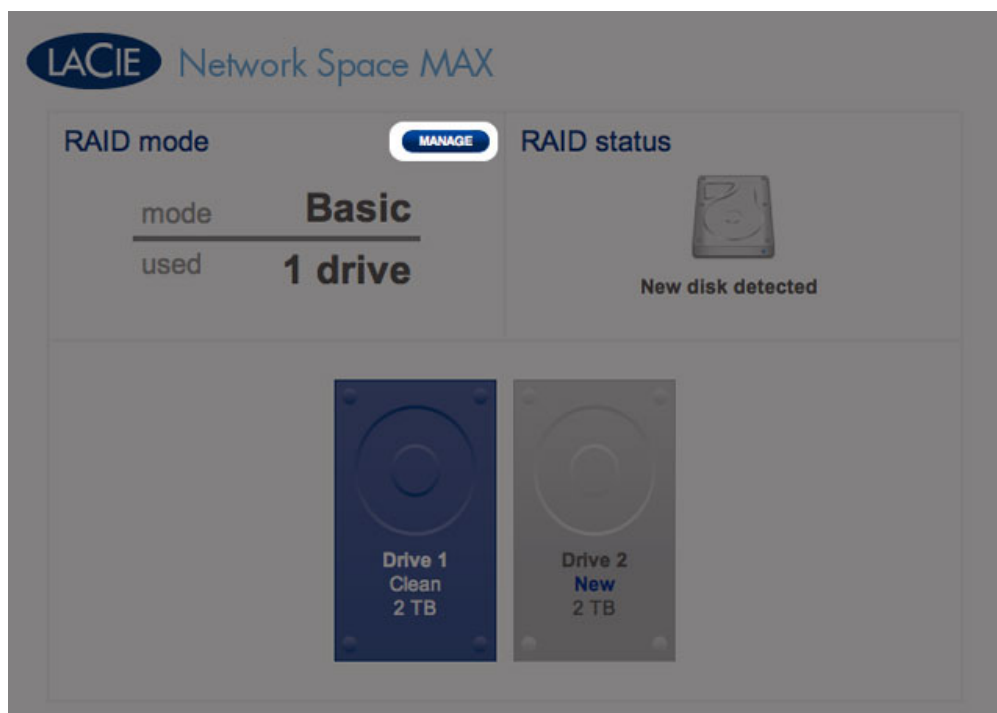 LACIE Network Space MAX
RAID mode
MANAGE
mode Basic
used 1 drive
RAID status
New disk detected
Drive 1
Clean
2 TB
Drive 2
New
2 TB